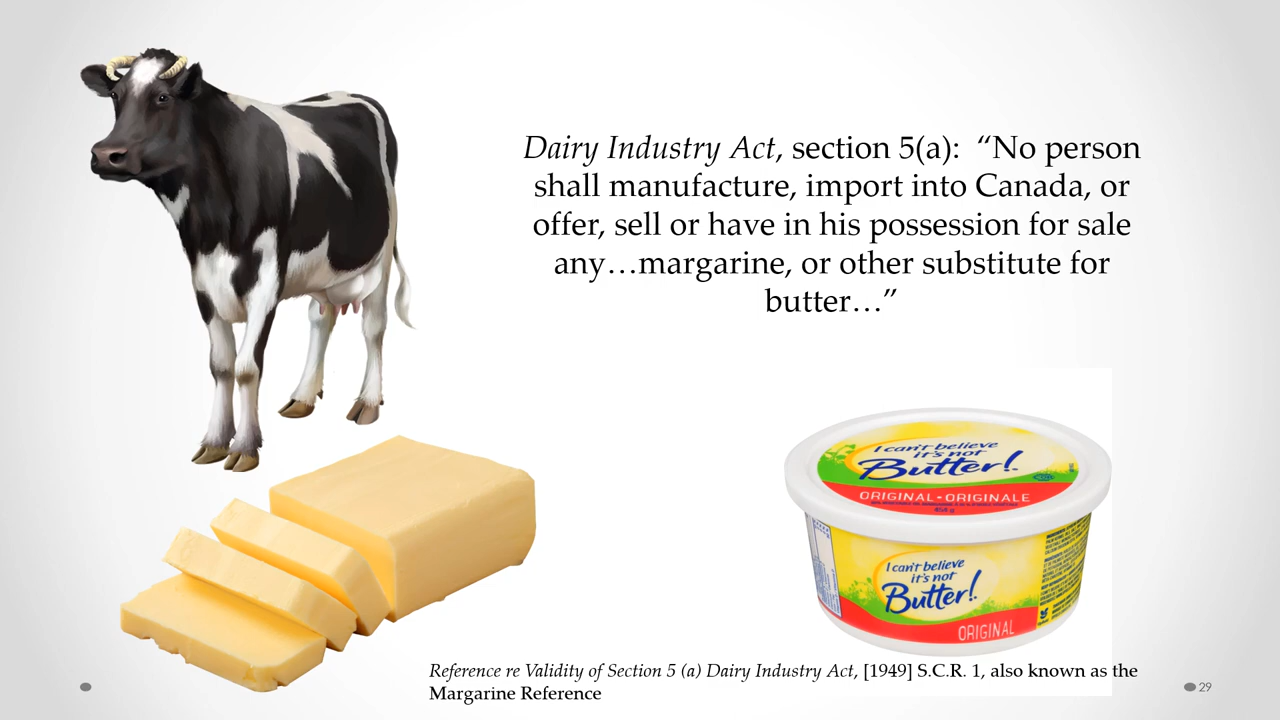 Dairy Industry Act, section 5(a):  “No person
shall manufacture, import into Canada, or
offer, sell or have in his possession for sale
any…margarine, or other substitute for
butter…”
I can't believe
it's not
Butter!
ORIGINAL • ORIGINALE
454 g
I can't believe
it's not
Butter!
ORIGINAL
Reference re Validity of Section 5 (a) Dairy Industry Act, [1949] S.C.R. 1, also known as the
Margarine Reference
29